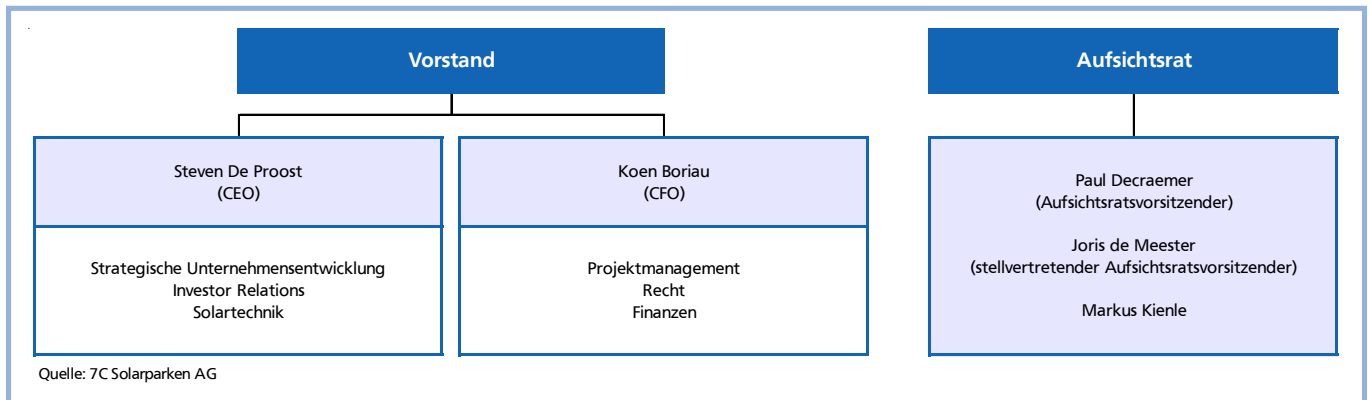 Vorstand
Aufsichtsrat
Steven De Proost
(CEO)
Koen Boriau
(CFO)
Strategische Unternehmensentwicklung
Investor Relations
Solartechnik
Projektmanagement
Recht
Finanzen
Paul Decraemer
(Aufsichtsratsvorsitzender)
Joris de Meester
(stellvertretender Aufsichtsratsvorsitzender)
Markus Kienle
Quelle: 7C Solarparken AG